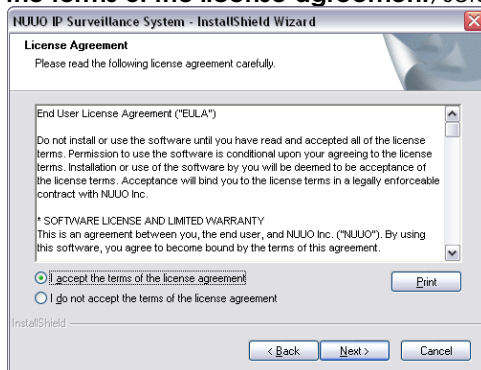 NUUO IP Surveillance System - InstallShield Wizard
License Agreement
Please read the following license agreement carefully.
End User License Agreement ("EULA")
Do not install or use the software until you have read and accepted all of the license
terms. Permission to use the software is conditional upon your agreeing to the license
terms. Installation or use of the software by you will be deemed to be acceptance of
the license terms. Acceptance will bind you to the license terms in a legally enforceable
contract with NUUO Inc.
* SOFTWARE LICENSE AND LIMITED WARRANTY
This is an agreement between you, the end user, and NUUO Inc. ("NUUO"). By using
this software, you agree to become bound by the terms of this agreement.
I accept the terms of the license agreement
Print
I do not accept the terms of the license agreement
InstallShield
< Back Next > Cancel